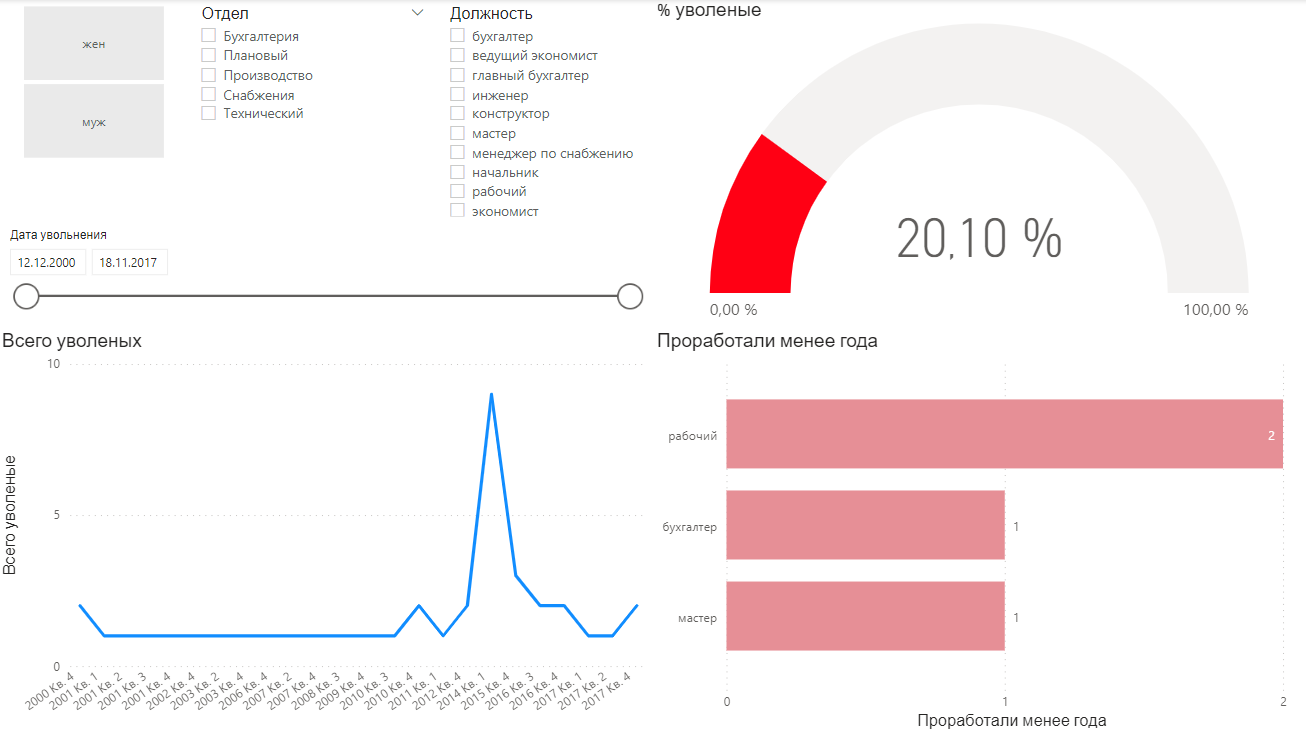 жен
муж
Отдел
Бухгалтерия
Плановый
Производство
Снабжения
Технический
Должность
бухгалтер
ведущий экономист
главный бухгалтер
инженер
конструктор
мастер
менеджер по снабжению
начальник
рабочий
экономист
Дата увольнения
12.12.2000 18.11.2017
% уволеные
20,10 %
0,00 % 100,00 %
Всего уволеных
Всего уволеные
10
5
0
2000 Кв. 4
2001 Кв. 1
2001 Кв. 2
2001 Кв. 3
2001 Кв. 4
2002 Кв. 4
2003 Кв. 2
2003 Кв. 4
2006 Кв. 4
2007 Кв. 2
2007 Кв. 4
2008 Кв. 3
2009 Кв. 4
2010 Кв. 3
2010 Кв. 4
2011 Кв. 1
2012 Кв. 4
2014 Кв. 1
2015 Кв. 4
2016 Кв. 3
2016 Кв. 4
2017 Кв. 1
2017 Кв. 2
2017 Кв. 4
Проработали менее года
рабочий 2
бухгалтер 1
мастер 1
0 1 2
Проработали менее года